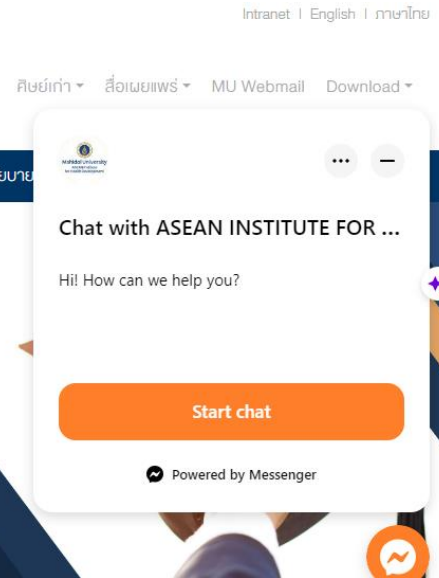 Intranet | English | ภาษาไทย
ศิษย์เก่า สื่อเผยแพร่ MU Webmail Download
Mahidol University
Chat with ASEAN INSTITUTE FOR ...
Hi! How can we help you?
Start chat
Powered by Messenger